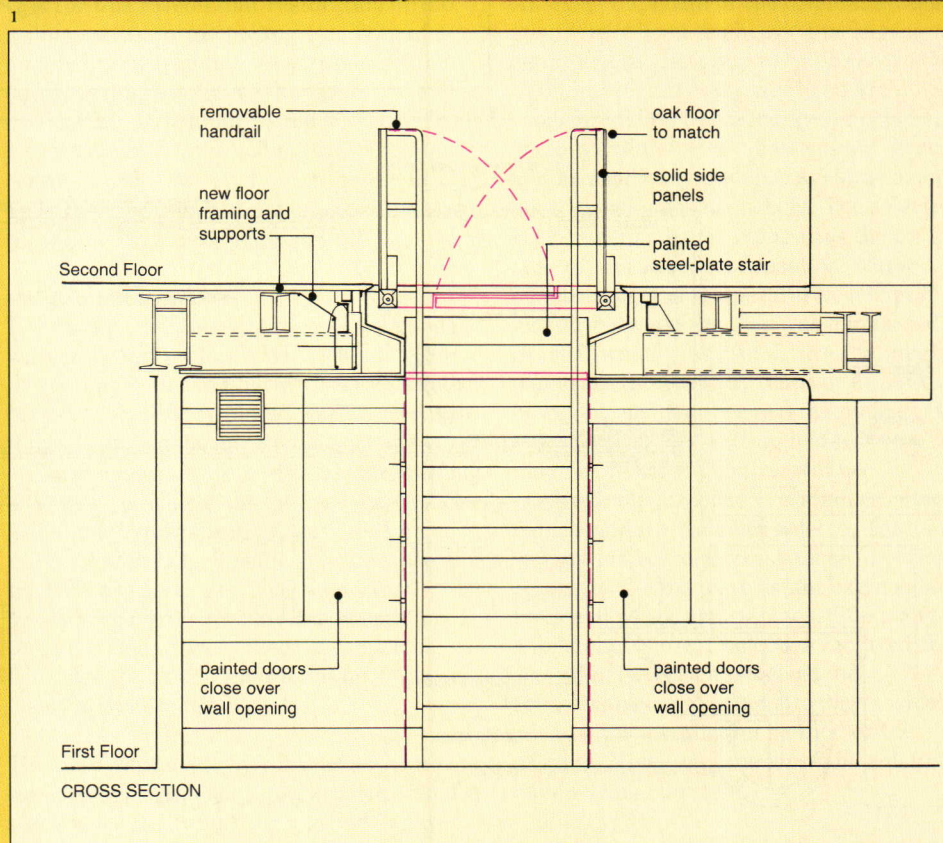 1
removable
handrail
oak floor
to match
solid side
panels
new floor
framing and
supports
painted
steel-plate stair
Second Floor
painted doors
close over
wall opening
painted doors
close over
wall opening
First Floor
CROSS SECTION